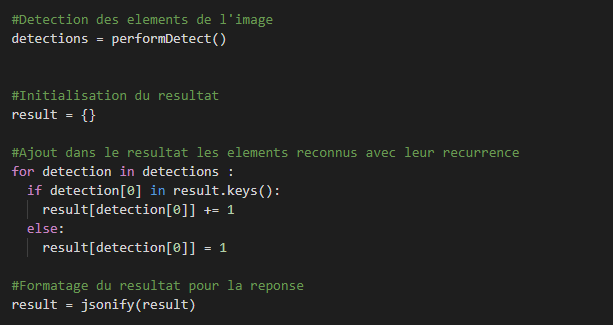 #Detection des elements de l'image
detections = performDetect()
#Initialisation du resultat
result = {}
#Ajout dans le resultat les elements reconnus avec leur recurrence
for detection in detections :
  if detection[0] in result.keys():
    result[detection[0]] += 1
  else:
    result[detection[0]] = 1
#Formatage du resultat pour la reponse
result = jsonify(result)